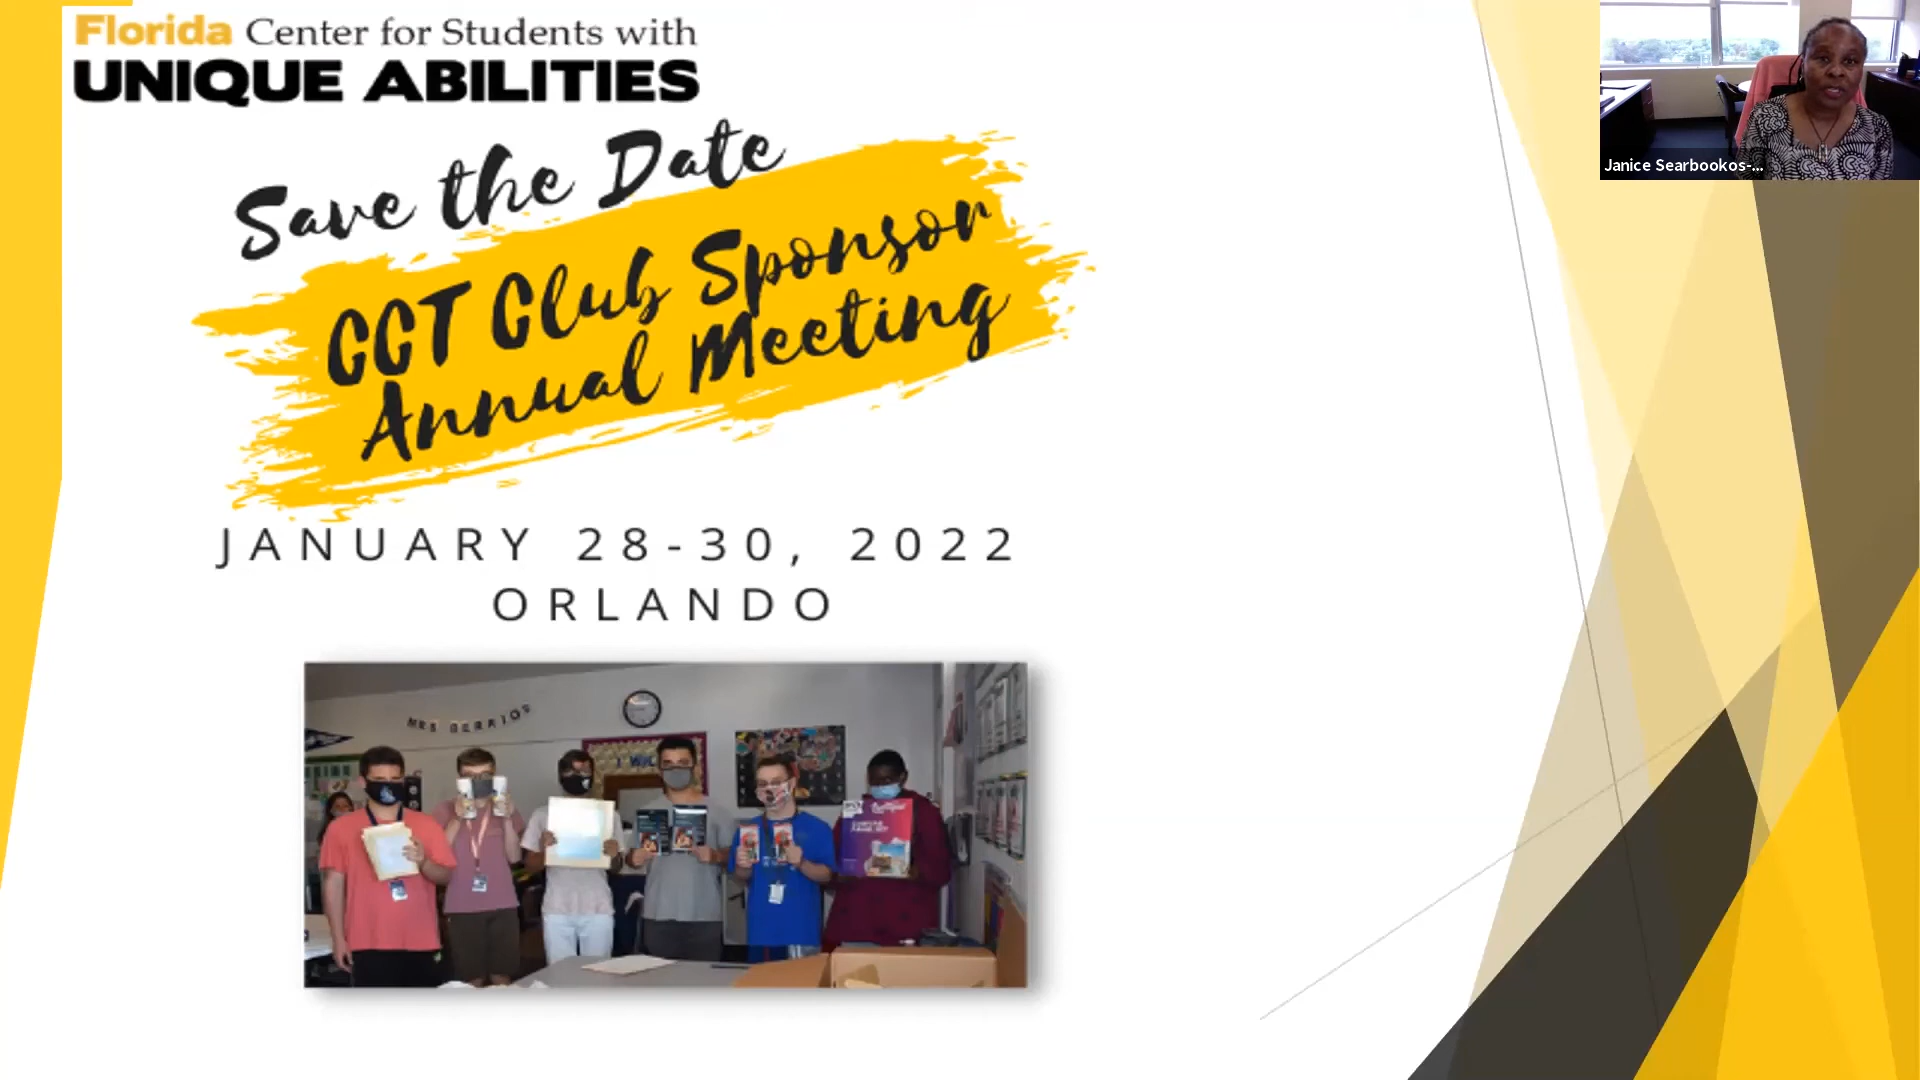 Florida Center for Students with
UNIQUE ABILITIES
Save the Date
CCT Club Sponsor
Annual Meeting
JANUARY 28-30, 2022
ORLANDO
MRS BERRIOS
I WILL
Janice Searbookos-...